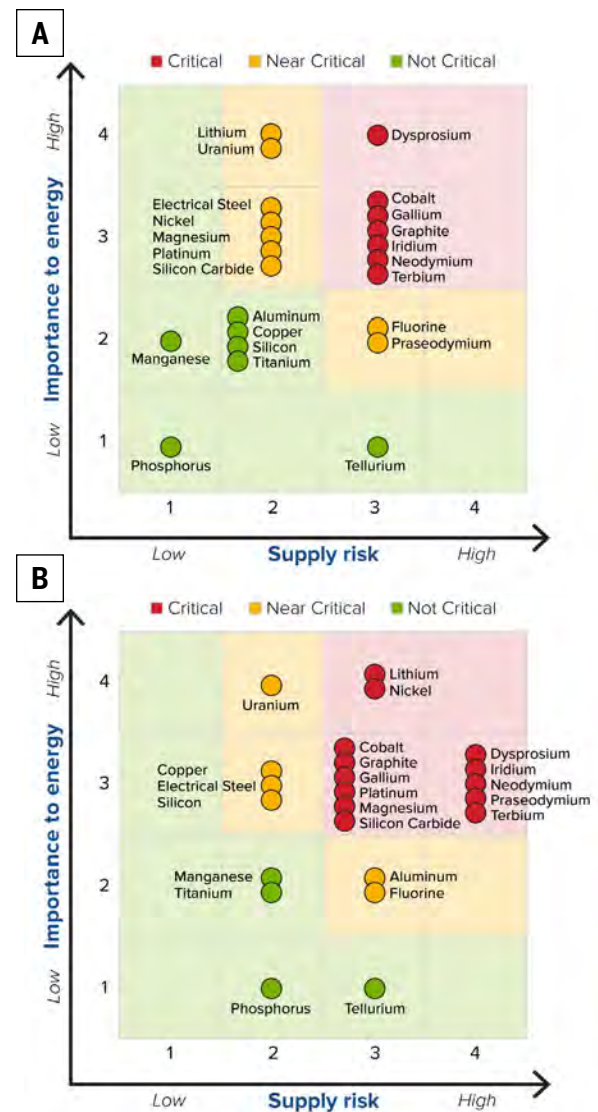 A
Critical Near Critical Not Critical
High
Importance to energy
Low
4
3
2
1
Lithium
Uranium
Dysprosium
Electrical Steel
Nickel
Magnesium
Platinum
Silicon Carbide
Cobalt
Gallium
Graphite
Iridium
Neodymium
Terbium
Manganese
Aluminum
Copper
Silicon
Titanium
Fluorine
Praseodymium
Phosphorus
Tellurium
1 2 3 4
Low Supply risk High
B
Critical Near Critical Not Critical
High
Importance to energy
Low
4
3
2
1
Uranium
Lithium
Nickel
Copper
Electrical Steel
Silicon
Cobalt
Graphite
Gallium
Platinum
Magnesium
Silicon Carbide
Dysprosium
Iridium
Neodymium
Praseodymium
Terbium
Manganese
Titanium
Aluminum
Fluorine
Phosphorus
Tellurium
1 2 3 4
Low Supply risk High